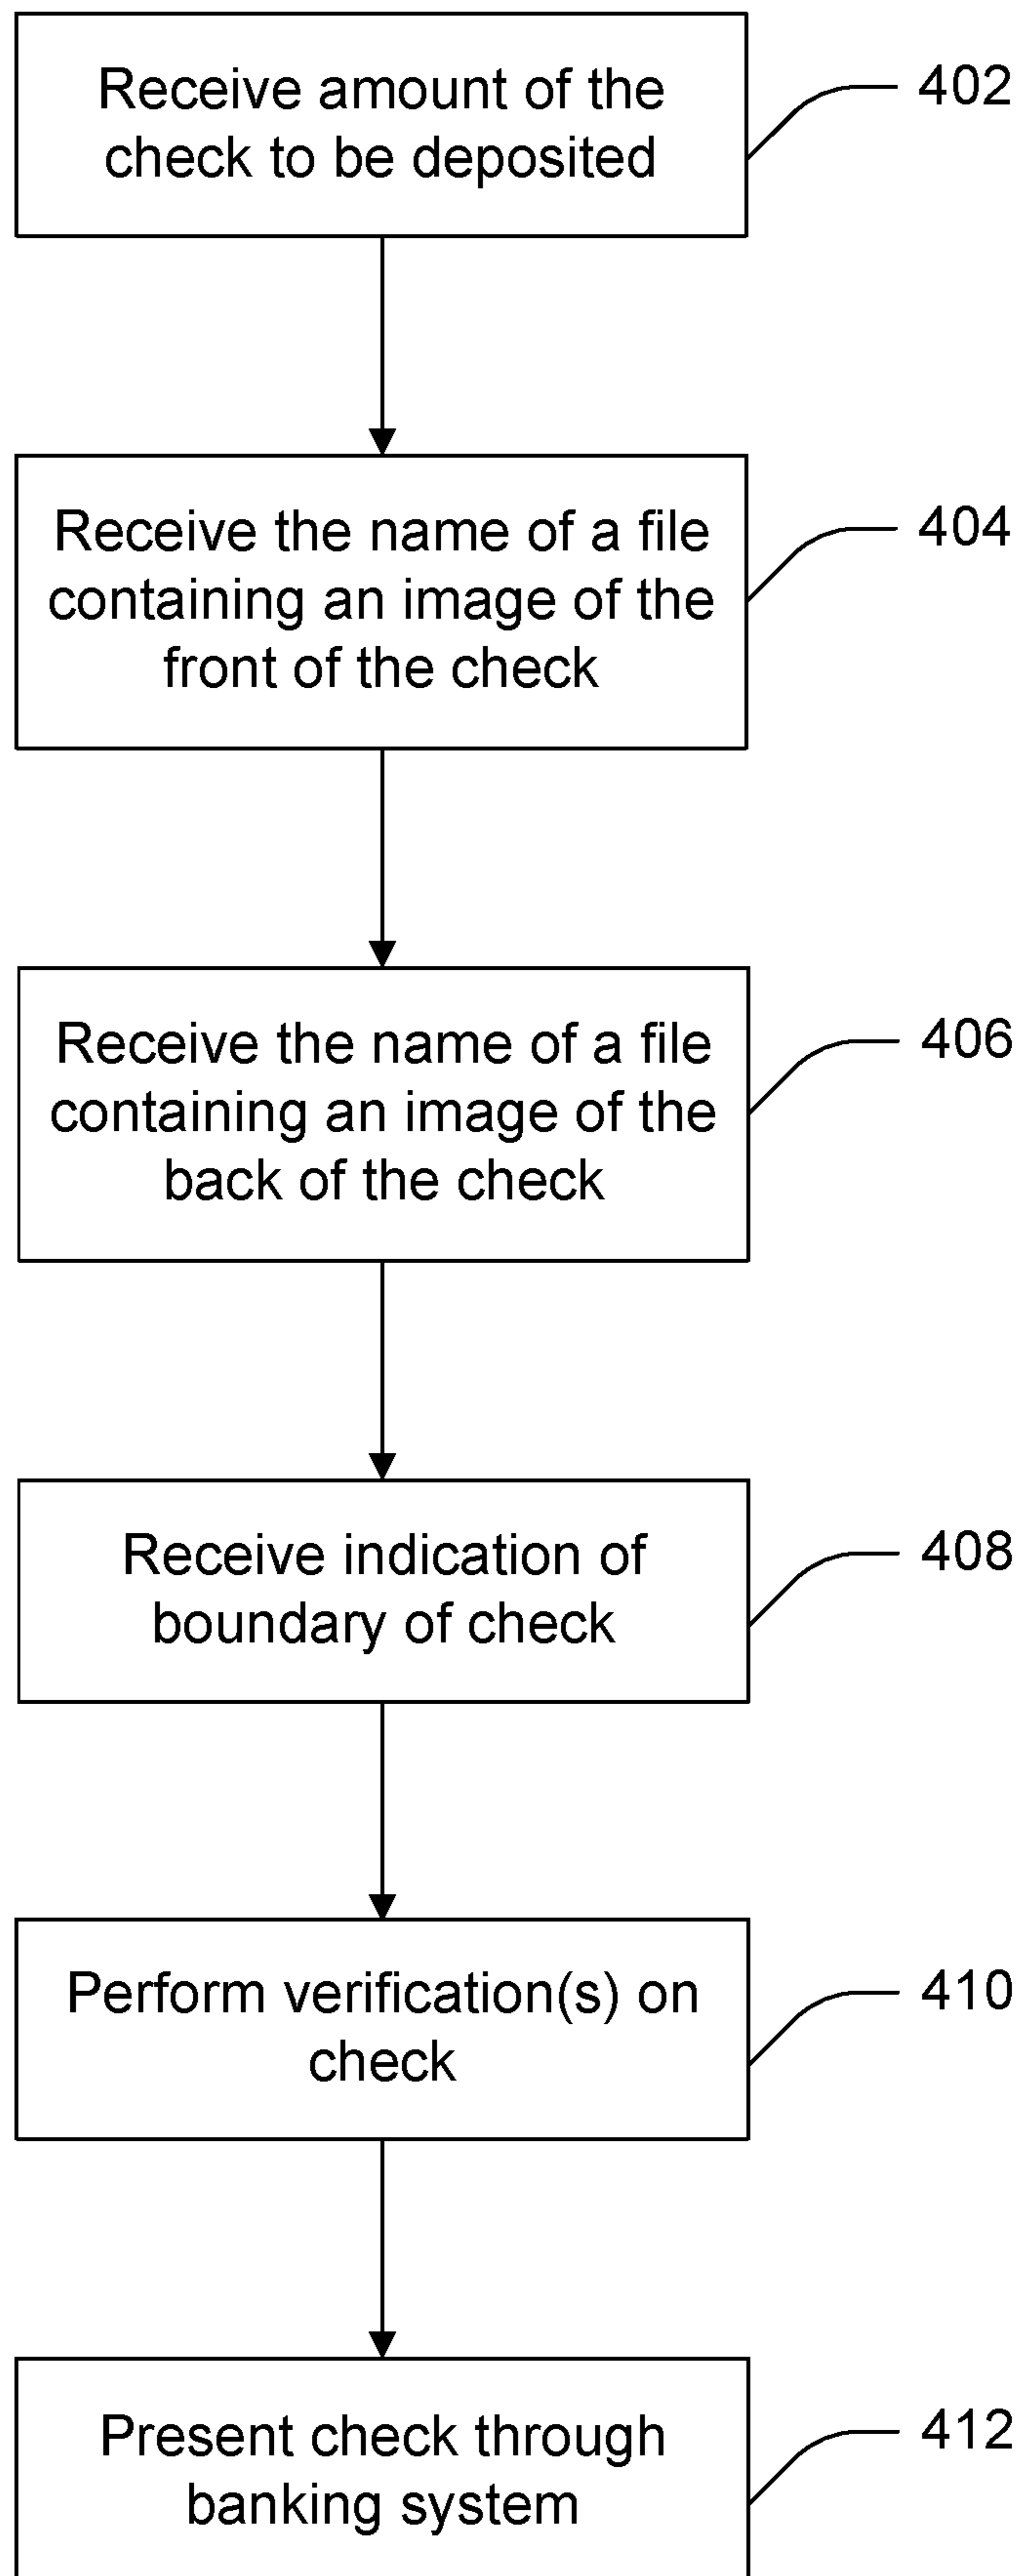 Receive amount of the
check to be deposited
402
Receive the name of a file
containing an image of the
front of the check
404
Receive the name of a file
containing an image of the
back of the check
406
Receive indication of
boundary of check
408
Perform verification(s) on
check
410
Present check through
banking system
412